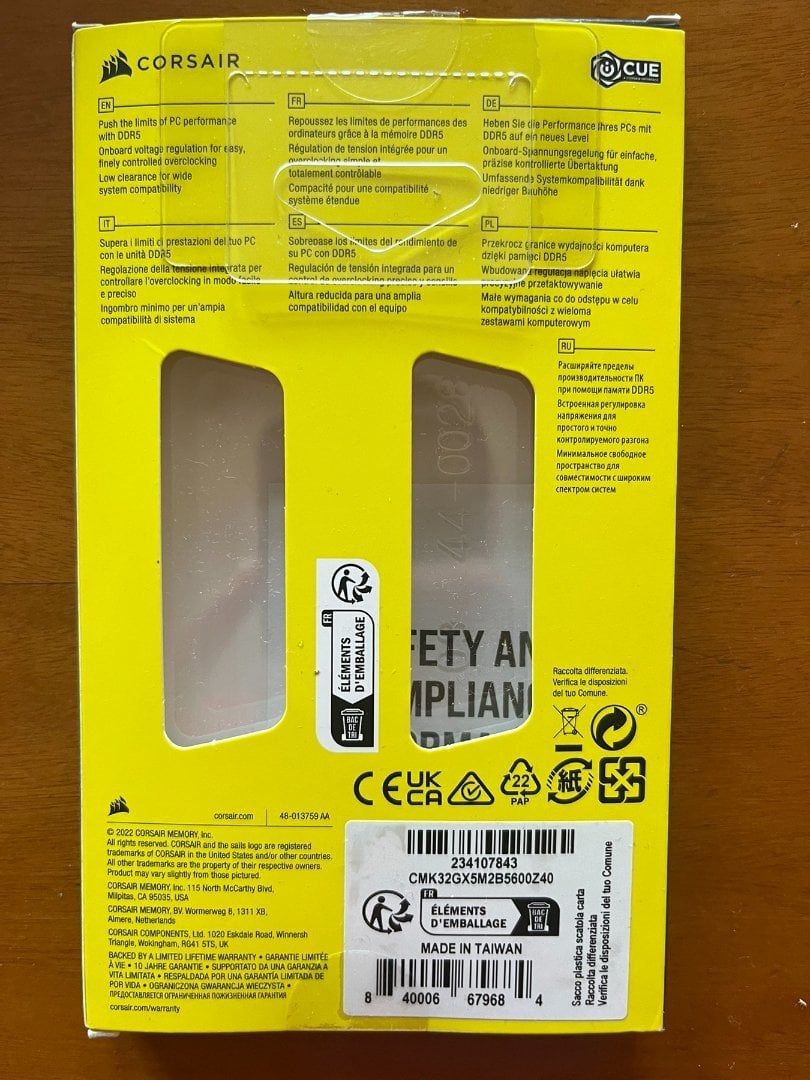 CORSAIR
iCUE
EN
Push the limits of PC performance
with DDR5
Onboard voltage regulation for easy,
finely controlled overclocking
Low clearance for wide
system compatibility
FR
Repoussez les limites de performances des
ordinateurs grâce à la mémoire DDR5
Régulation de tension intégrée pour un
overclocking simple et
totalement contrôlable
Compacité pour une compatibilité
système étendue
DE
Heben Sie die Performance Ihres PCs mit
DDR5 auf ein neues Level
Onboard-Spannungsregelung für einfache,
präzise kontrollierte Übertaktung
Umfassende Systemkompatibilität dank
niedriger Bauhöhe
IT
Supera i limiti di prestazioni del tuo PC
con le unità DDR5
Regolazione della tensione integrata per
controllare l'overclocking in modo facile
e preciso
Ingombro minimo per un'ampia
compatibilità di sistema
ES
Sobrepase los límites del rendimiento de
su PC con DDR5
Regulación de tensión integrada para un
control de overclocking preciso y sencillo
Altura reducida para una amplia
compatibilidad con el equipo
PL
Przekrocz granice wydajności komputera
dzięki pamięci DDR5
Wbudowana regulacja napięcia ułatwia
precyzyjne przetaktowywanie
Małe wymagania co do odstępu w celu
kompatybilności z wieloma
zestawami komputerowym
RU
Расширяйте пределы
производительности ПК
при помощи памяти DDR5
Встроенная регулировка
напряжения для
простого и точно
контролируемого разгона
Минимальное свободное
пространство для
совместимости с широким
спектром систем
44-002
FETY AN
MPLIANC
ORMA
FR
ÉLÉMENTS
D'EMBALLAGE
BAC
DE
TRI
Raccolta differenziata.
Verifica le disposizioni
del tuo Comune.
®
CE UK
CA
22
PAP
紙
corsair.com
48-013759 AA
© 2022 CORSAIR MEMORY, Inc.
All rights reserved. CORSAIR and the sails logo are registered
trademarks of CORSAIR in the United States and/or other countries.
All other trademarks are the property of their respective owners.
Product may vary slightly from those pictured.
CORSAIR MEMORY, Inc. 115 North McCarthy Blvd,
Milpitas, CA 95035, USA
CORSAIR MEMORY, BV. Wormerweg 8, 1311 XB,
Almere, Netherlands
CORSAIR COMPONENTS, Ltd. 1020 Eskdale Road, Winnersh
Triangle, Wokingham, RG41 5TS, UK
BACKED BY A LIMITED LIFETIME WARRANTY • GARANTIE LIMITÉE
À VIE • 10 JAHRE GARANTIE • SUPPORTATO DA UNA GARANZIA A
VITA LIMITATA • RESPALDADA POR UNA GARANTÍA LIMITADA DE
POR VIDA • OGRANICZONA GWARANCJA WIECZYSTA •
ПРЕДОСТАВЛЯЕТСЯ ОГРАНИЧЕННАЯ ПОЖИЗНЕННАЯ ГАРАНТИЯ
corsair.com/warranty
234107843
CMK32GX5M2B5600Z40
FR
ÉLÉMENTS
D'EMBALLAGE
BAC
DE
TRI
MADE IN TAIWAN
8 40006 67968 4
Sacco plastica scatola carta
Raccolta differenziata
Verifica le disposizioni del tuo Comune